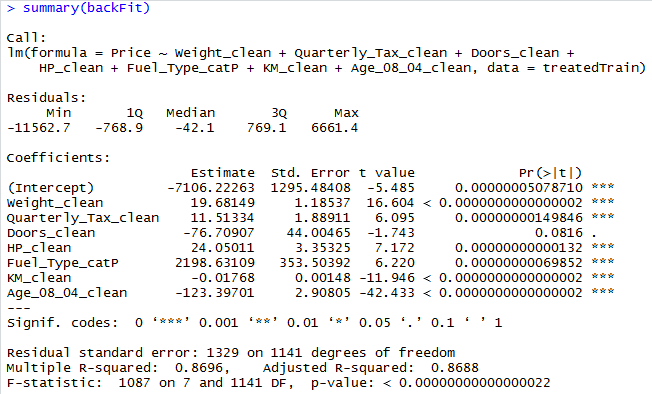 > summary(backFit)
Call:
lm(formula = Price ~ Weight_clean + Quarterly_Tax_clean + Doors_clean +
    HP_clean + Fuel_Type_catP + KM_clean + Age_08_04_clean, data = treatedTrain)
Residuals:
     Min       1Q   Median       3Q      Max
-11562.7   -768.9    -42.1    769.1   6661.4
Coefficients:
                      Estimate Std. Error t value             Pr(>|t|)
(Intercept)        -7106.22263 1295.48408  -5.485     0.00000005078710 ***
Weight_clean          19.68149    1.18537  16.604 < 0.0000000000000002 ***
Quarterly_Tax_clean   11.51334    1.88911   6.095     0.00000000149846 ***
Doors_clean          -76.70907   44.00465  -1.743               0.0816 .
HP_clean              24.05011    3.35325   7.172     0.00000000000132 ***
Fuel_Type_catP      2198.63109  353.50392   6.220     0.00000000069852 ***
KM_clean              -0.01768    0.00148 -11.946 < 0.0000000000000002 ***
Age_08_04_clean     -123.39701    2.90805 -42.433 < 0.0000000000000002 ***
---
Signif. codes:  0 ‘***’ 0.001 ‘**’ 0.01 ‘*’ 0.05 ‘.’ 0.1 ‘ ’ 1
Residual standard error: 1329 on 1141 degrees of freedom
Multiple R-squared:  0.8696,    Adjusted R-squared:  0.8688
F-statistic:  1087 on 7 and 1141 DF,  p-value: < 0.00000000000000022